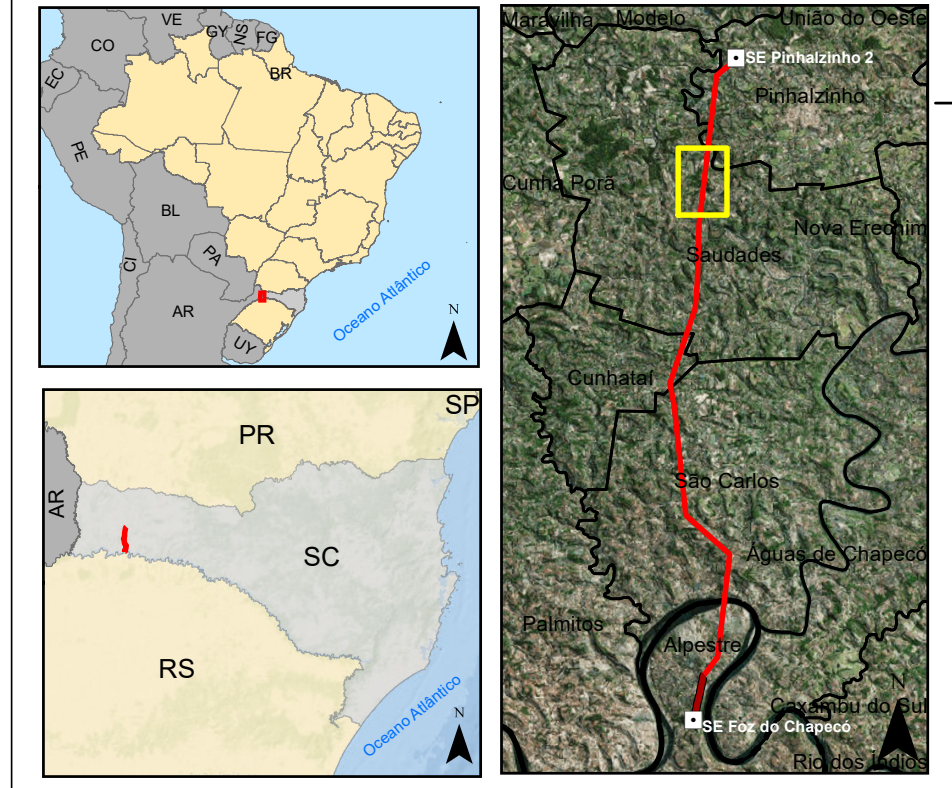 VE
GY
NS
FG
CO
BR
EC
PE
BL
PA
CI
AR
UY
Oceano Atlântico
N
SP
PR
AR
SC
RS
Oceano Atlântico
N
Maravilha
Modelo
União do Oeste
SE Pinhalzinho 2
Pinhalzinho
Cunha Porã
Nova Erechim
Saudades
Cunhataí
São Carlos
Águas de Chapecó
Palmitos
Alpestre
N
Caxambu do Sul
SE Foz do Chapecó
Rio dos Índios